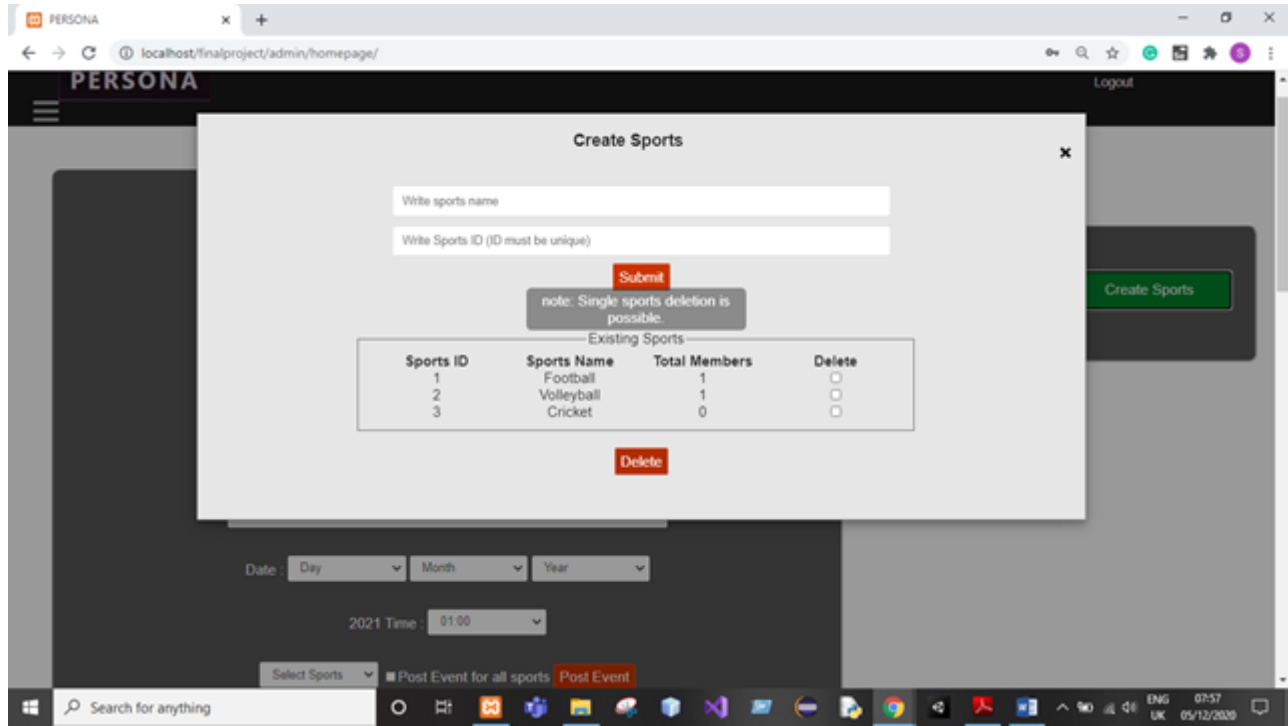 PERSONA
localhost/finalproject/admin/homepage/
S
PERSONA
Logout
Create Sports
Write sports name
Write Sports ID (ID must be unique)
Submit
Create Sports
note: Single sports deletion is
possible.
Existing Sports
Sports ID Sports Name Total Members Delete
1 Football 1
2 Volleyball 1
3 Cricket 0
Delete
Date : Day Month Year
2021 Time : 01:00
Select Sports Post Event for all sports Post Event
Search for anything
ENG 07:57
UK 05/12/2020